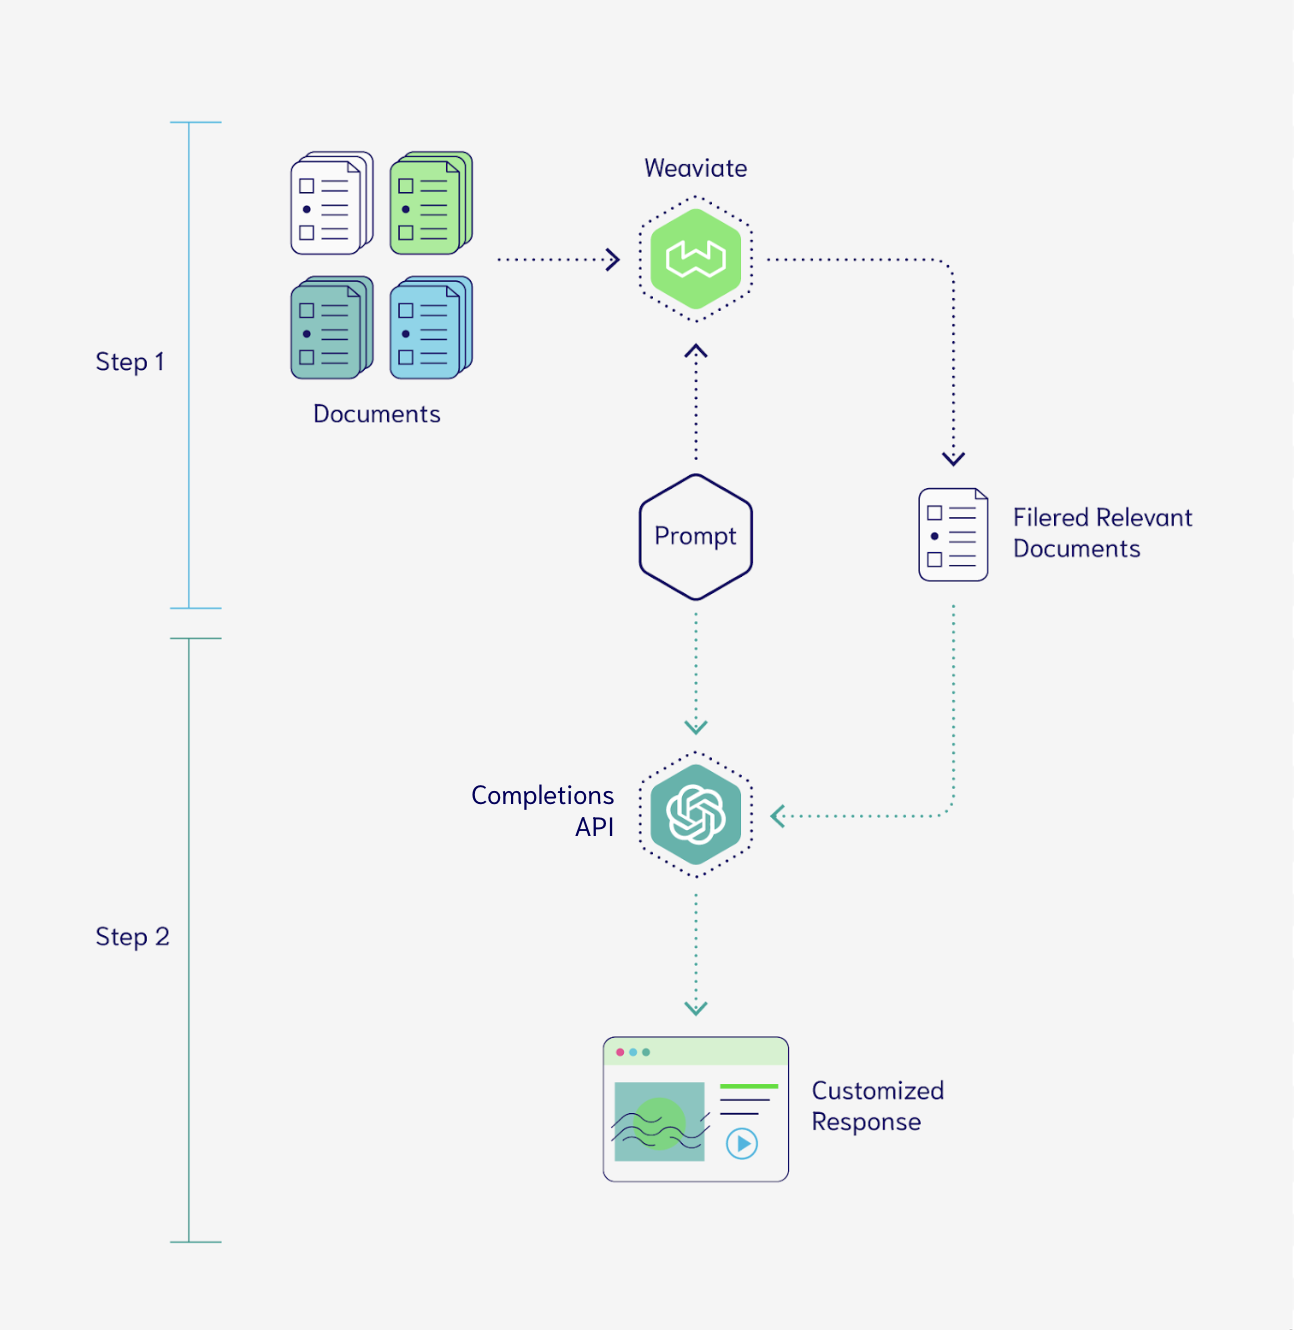 Weaviate
Step 1
Documents
Prompt
Filered Relevant
Documents
Completions
API
Step 2
Customized
Response